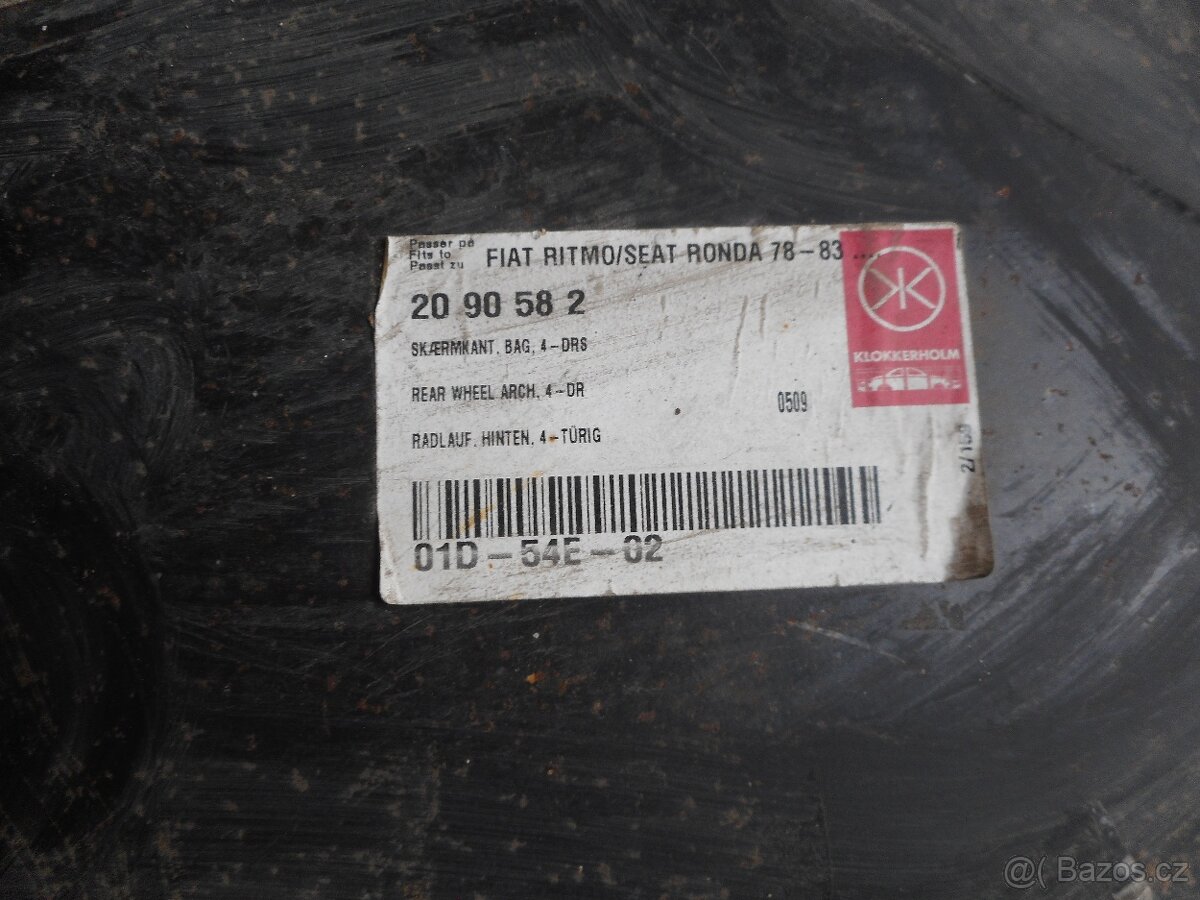 Passer på
Fits to
Passt zu
FIAT RITMO/SEAT RONDA 78-83 ....
20 90 58 2
SKÆRMKANT. BAG, 4-DRS
REAR WHEEL ARCH, 4-DR
RADLAUF. HINTEN, 4-TÜRIG
0509
KLOKKERHOLM
01D-54E-02
@( Bazos.cz